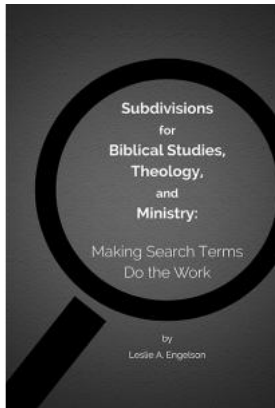 Subdivisions
for
Biblical Studies,
Theology,
and
Ministry:
Making Search Terms
Do the Work
by
Leslie A. Engelson